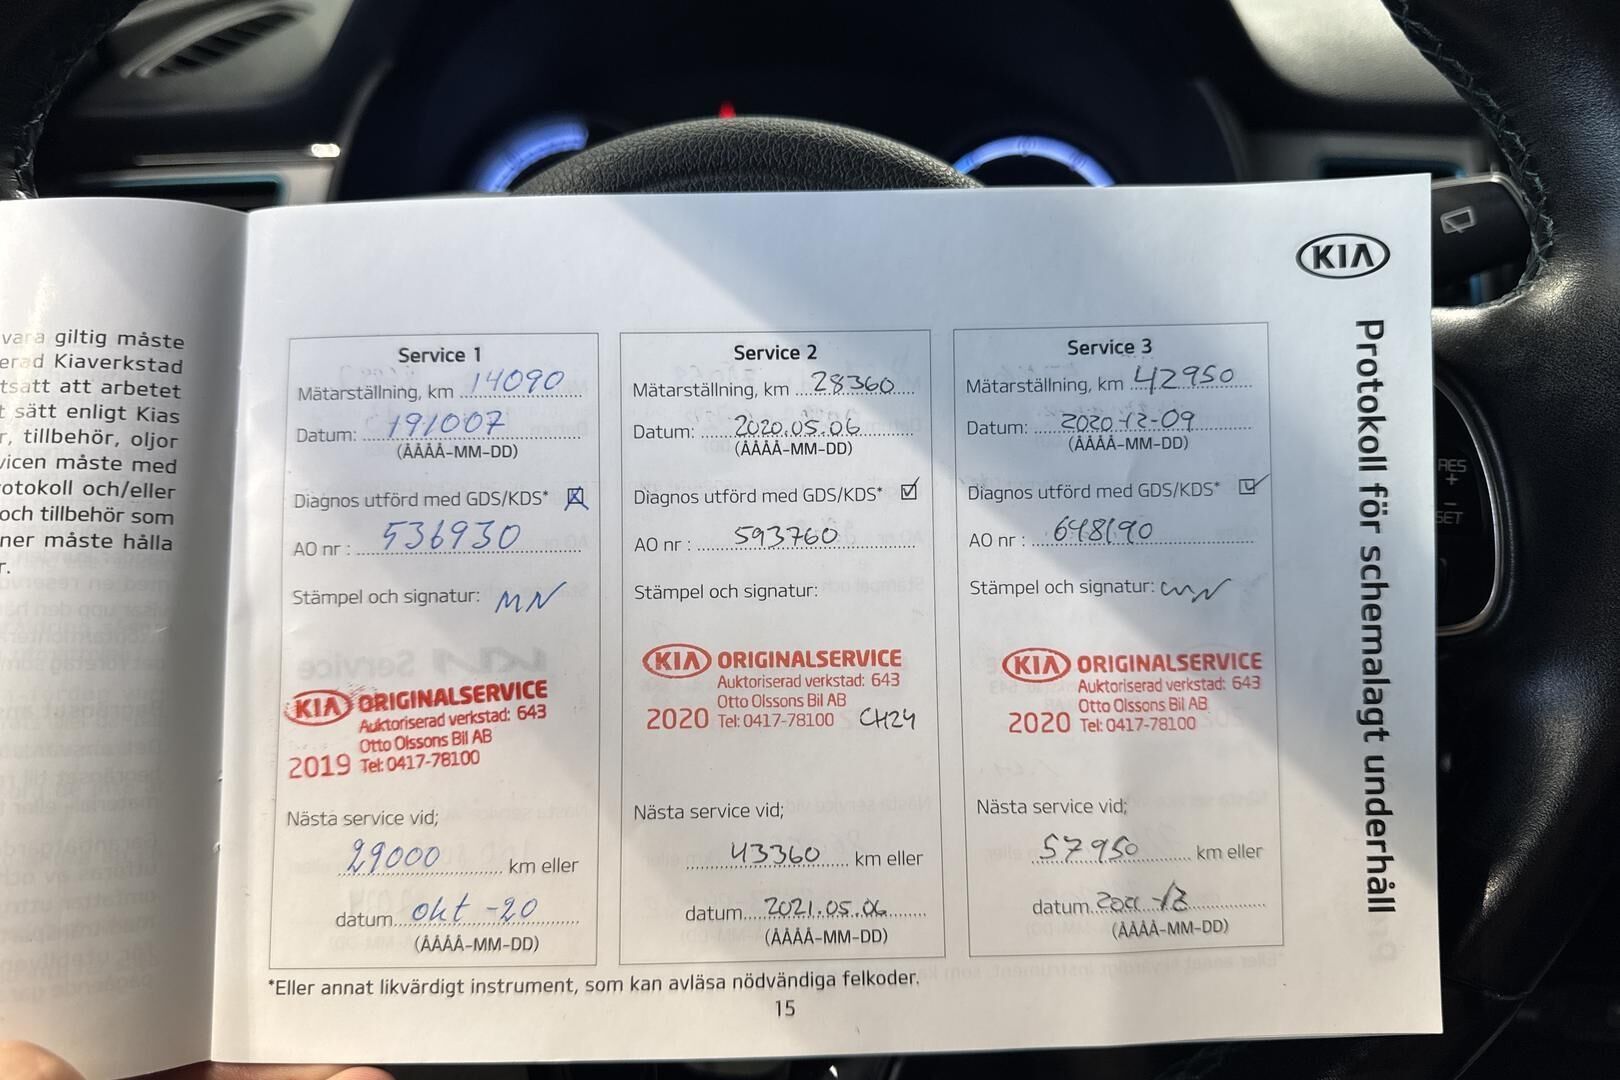 vara giltig måste
erad Kiaverkstad
tsatt att arbetet
t sätt enligt Kias
r, tillbehör, oljor
vicen måste med
rotokoll och/eller
och tillbehör som
ner måste hålla
r.
KIA
Protokoll för schemalagt underhåll
Service 1
Mätarställning, km 14090
Datum: 191007
(ÅÅÅÅ-MM-DD)
Diagnos utförd med GDS/KDS*
AO nr : 536930
Stämpel och signatur: MN
KIA ORIGINALSERVICE
Auktoriserad verkstad: 643
Otto Olssons Bil AB
2019 Tel: 0417-78100
Nästa service vid;
29000 km eller
datum okt -20
(ÅÅÅÅ-MM-DD)
Service 2
Mätarställning, km 28360
Datum: 2020.05.06
(ÅÅÅÅ-MM-DD)
Diagnos utförd med GDS/KDS*
AO nr : 593760
Stämpel och signatur:
KIA ORIGINALSERVICE
Auktoriserad verkstad: 643
Otto Olssons Bil AB
2020 Tel: 0417-78100 CH24
Nästa service vid;
43360 km eller
datum 2021.05.06
(ÅÅÅÅ-MM-DD)
Service 3
Mätarställning, km 42950
Datum: 2020-12-09
(ÅÅÅÅ-MM-DD)
Diagnos utförd med GDS/KDS*
AO nr : 648190
Stämpel och signatur:
KIA ORIGINALSERVICE
Auktoriserad verkstad: 643
Otto Olssons Bil AB
2020 Tel: 0417-78100
Nästa service vid;
57950 km eller
datum
(ÅÅÅÅ-MM-DD)
*Eller annat likvärdigt instrument, som kan avläsa nödvändiga felkoder.
15
RES
+
−
SET